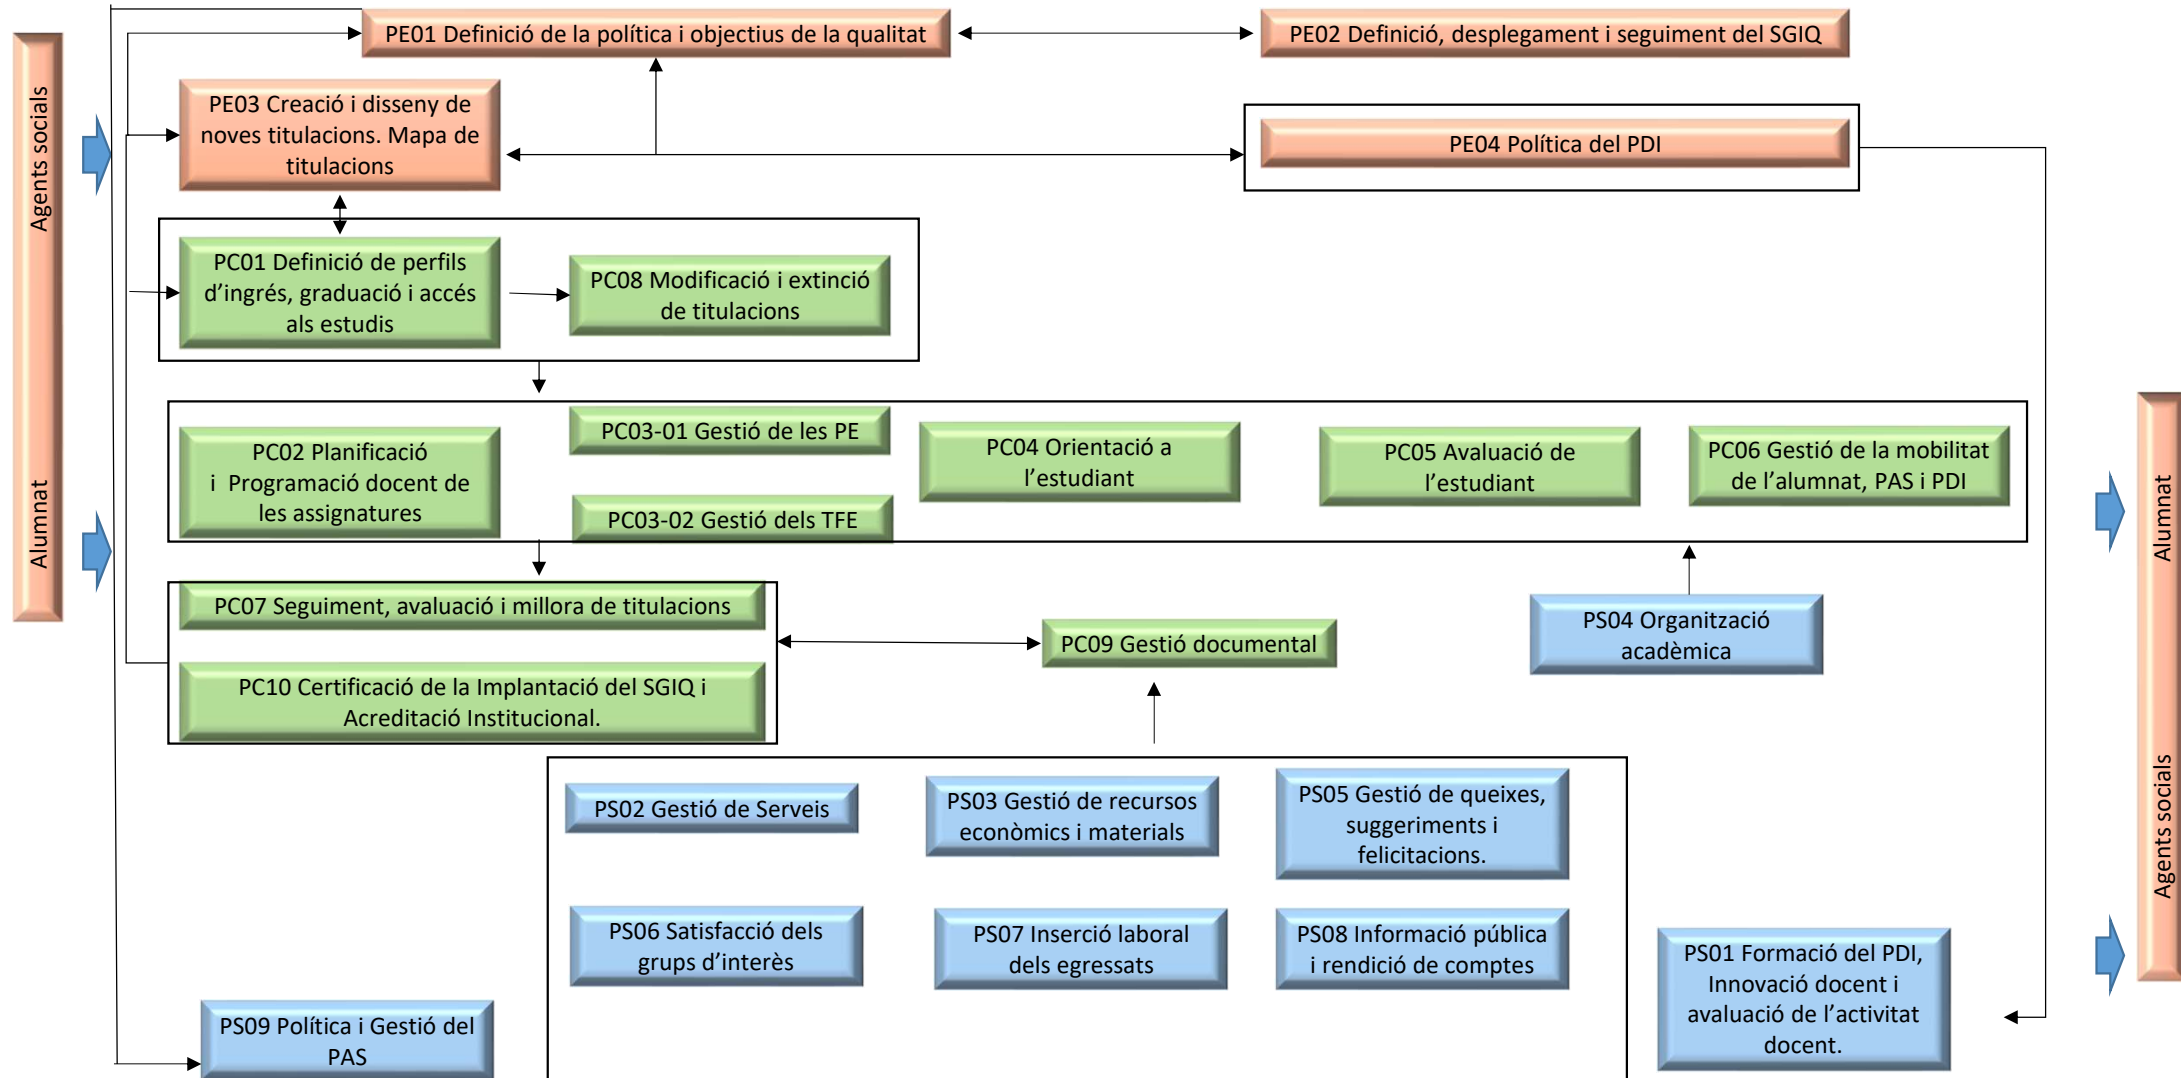 PE01 Definició de la política i objectius de la qualitat
PE02 Definició, desplegament i seguiment del SGIQ
Agents socials
Alumnat
PE03 Creació i disseny de
noves titulacions. Mapa de
titulacions
PE04 Política del PDI
PC01 Definició de perfils
d’ingrés, graduació i accés
als estudis
PC08 Modificació i extinció
de titulacions
PC02 Planificació
i Programació docent de
les assignatures
PC03-01 Gestió de les PE
PC03-02 Gestió dels TFE
PC04 Orientació a
l’estudiant
PC05 Avaluació de
l’estudiant
PC06 Gestió de la mobilitat
de l’alumnat, PAS i PDI
Alumnat
Agents socials
PC07 Seguiment, avaluació i millora de titulacions
PC10 Certificació de la Implantació del SGIQ i
Acreditació Institucional.
PC09 Gestió documental
PS04 Organització
acadèmica
PS02 Gestió de Serveis
PS03 Gestió de recursos
econòmics i materials
PS05 Gestió de queixes,
suggeriments i
felicitacions.
PS06 Satisfacció dels
grups d’interès
PS07 Inserció laboral
dels egressats
PS08 Informació pública
i rendició de comptes
PS01 Formació del PDI,
Innovació docent i
avaluació de l’activitat
docent.
PS09 Política i Gestió del
PAS